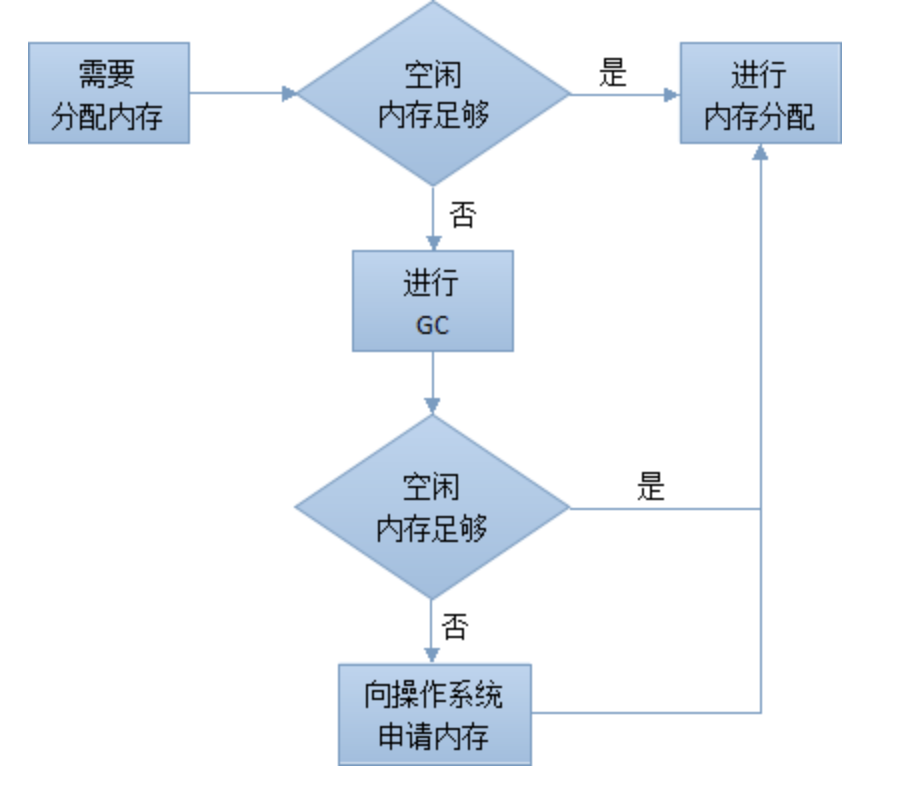 需要
分配内存
空闲
内存足够
是
进行
内存分配
否
进行
GC
空闲
内存足够
是
否
向操作系统
申请内存